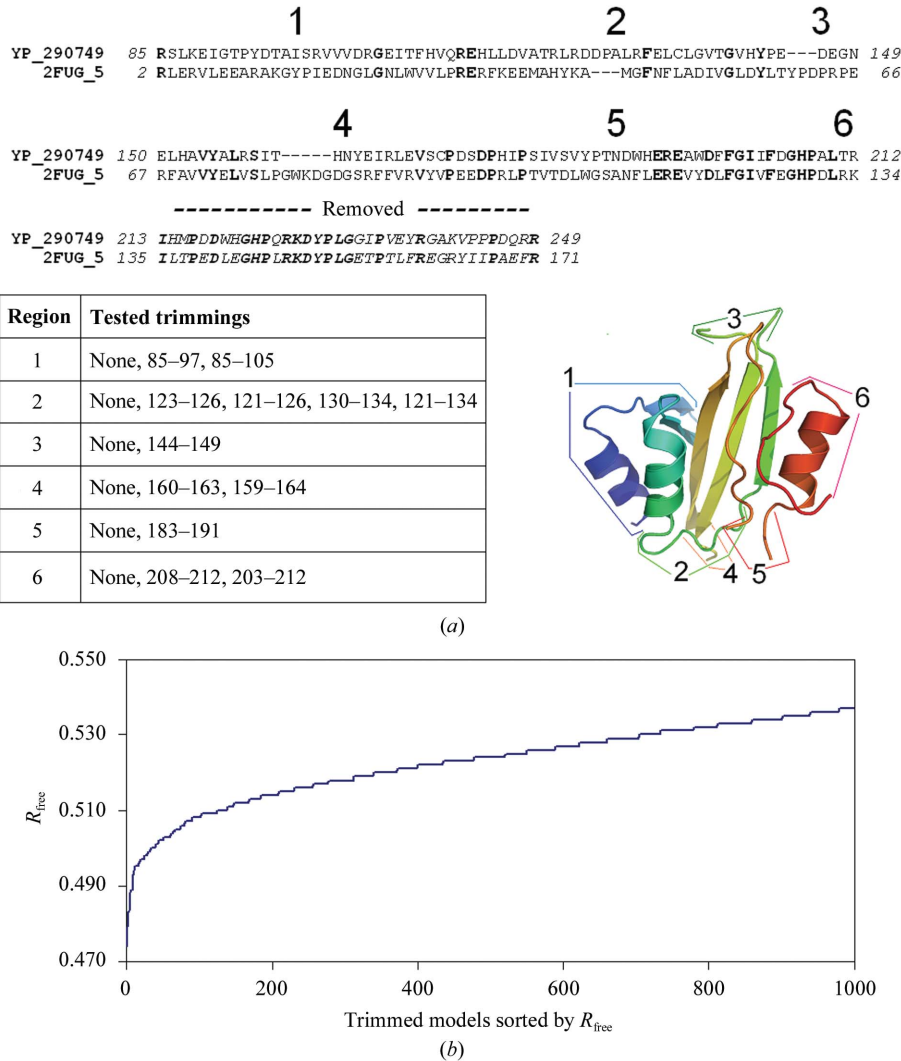 1 2 3
YP_290749 85 RSLKEIGTPYDTAISRVVVDRGEITFHVQREHLLDVATRLRDDPALRFELCLGVTGVHYPE---DEGN 149
2FUG_5 2 RLERVLEEARAKGYPIEDNGLGNLWVVLPRERFKEEMAHYKA---MGFNFLADIVGLDYLTYPDPRPE 66
4 5 6
YP_290749 150 ELHAVYALRSIT-----HNYEIRLEVSCPDSDPHIPSIVSVYPTNDWHEREAWDFFGIIFDGHPALTR 212
2FUG_5 67 RFAVVYELVSLPGWKDGDGSRFFVRVYVPEEDPRLPTVTDLWGSANFLEREVYDLFGIVFEGHPDLRK 134
---------- Removed --------
YP_290749 213 IHMPDDWHGHPQRKDYPLGGIPVEYRGAKVPPPDQRR 249
2FUG_5 135 ILTPEDLEGHPLRKDYPLGETPTLFREGRYIIPAEFR 171
Region Tested trimmings
1 None, 85–97, 85–105
2 None, 123–126, 121–126, 130–134, 121–134
3 None, 144–149
4 None, 160–163, 159–164
5 None, 183–191
6 None, 208–212, 203–212
3
1
6
2 4 5
(a)
0.550
0.530
0.510
0.490
0.470
Rfree
0 200 400 600 800 1000
Trimmed models sorted by Rfree
(b)